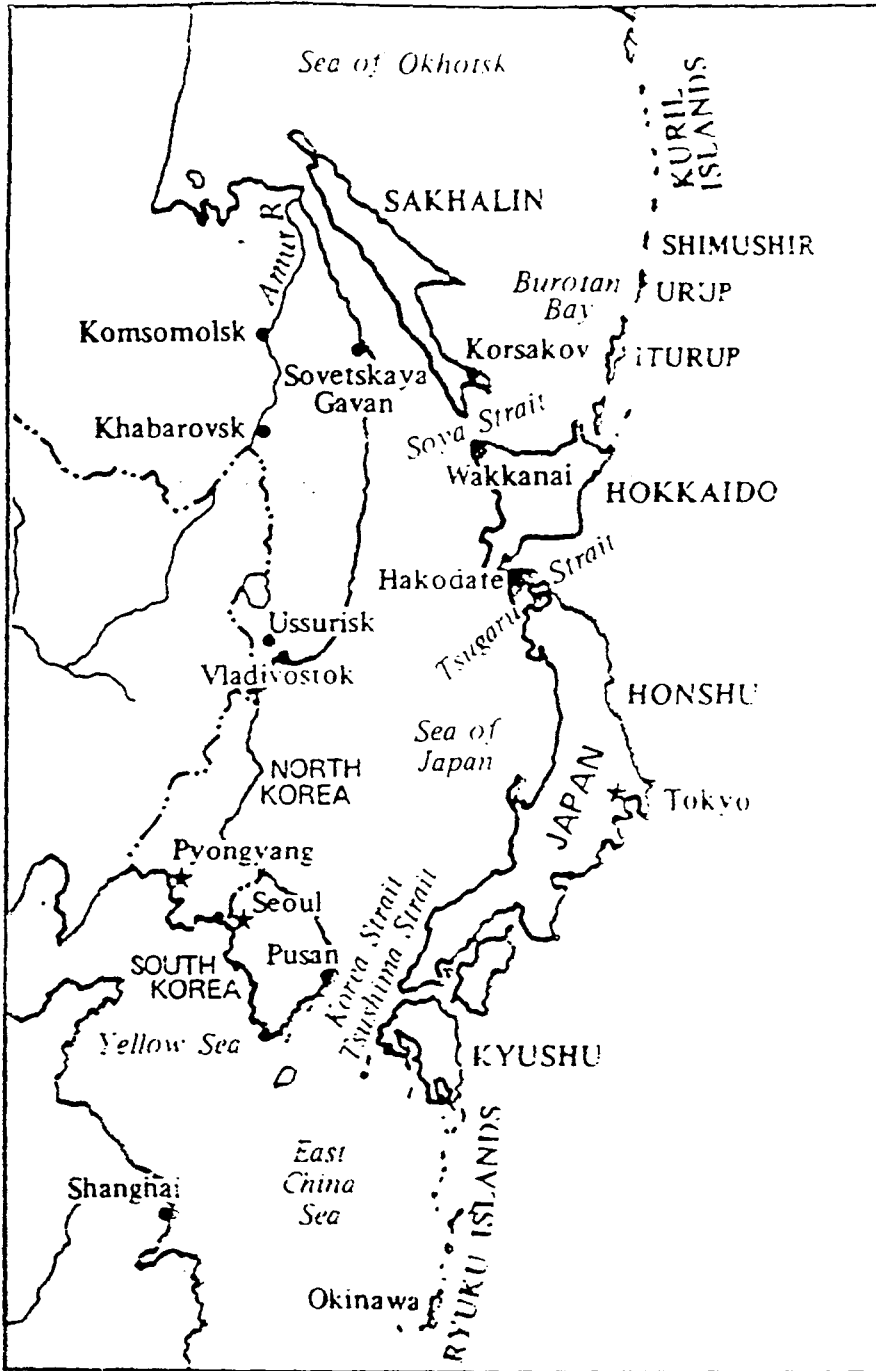 Sea of Okhotsk
KURIL
ISLANDS
SAKHALIN
Amur R
SHIMUSHIR
Burotan
Bay
URUP
Komsomolsk
Korsakov
ITURUP
Sovetskaya
Gavan
Khabarovsk
Soya Strait
Wakkanai
HOKKAIDO
Hakodate
Tsugaru Strait
Ussurisk
Vladivostok
HONSHU
Sea of
Japan
NORTH
KOREA
JAPAN
Tokyo
Pyongyang
Seoul
Korea Strait
Tsushima Strait
Pusan
SOUTH
KOREA
Yellow Sea
KYUSHU
East
China
Sea
Shanghai
RYUKU ISLANDS
Okinawa